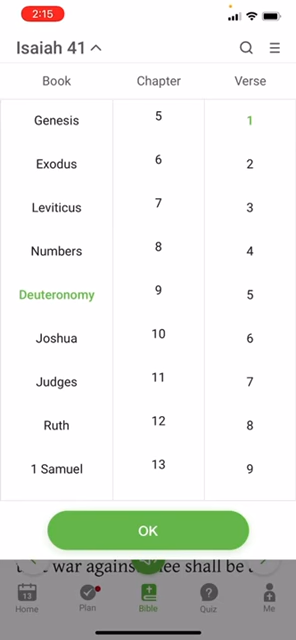 2:15
Isaiah 41
Book Chapter Verse
Genesis 5 1
Exodus 6 2
Leviticus 7 3
Numbers 8 4
Deuteronomy 9 5
Joshua 10 6
Judges 11 7
Ruth 12 8
1 Samuel 13 9
OK
war against thee shall be
13
Home Plan Bible Quiz Me